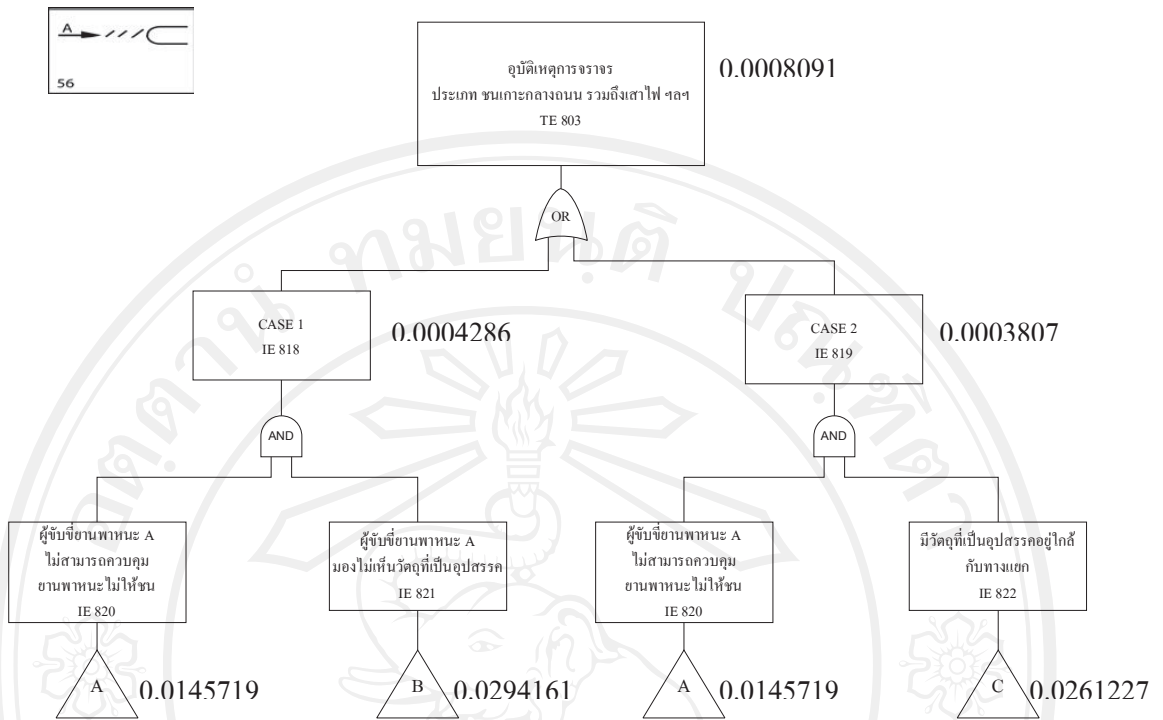 A
56
อุบัติเหตุการจราจร
ประเภท ชนเกาะกลางถนน รวมถึงเสาไฟ ฯลฯ
TE 803
0.0008091
OR
CASE 1
IE 818
0.0004286
CASE 2
IE 819
0.0003807
AND
AND
ผู้ขับขี่ยานพาหนะ A
ไม่สามารถควบคุม
ยานพาหนะไม่ให้ชน
IE 820
ผู้ขับขี่ยานพาหนะ A
มองไม่เห็นวัตถุที่เป็นอุปสรรค
IE 821
ผู้ขับขี่ยานพาหนะ A
ไม่สามารถควบคุม
ยานพาหนะไม่ให้ชน
IE 820
มีวัตถุที่เป็นอุปสรรคอยู่ใกล้
กับทางแยก
IE 822
A
0.0145719
B
0.0294161
A
0.0145719
C
0.0261227